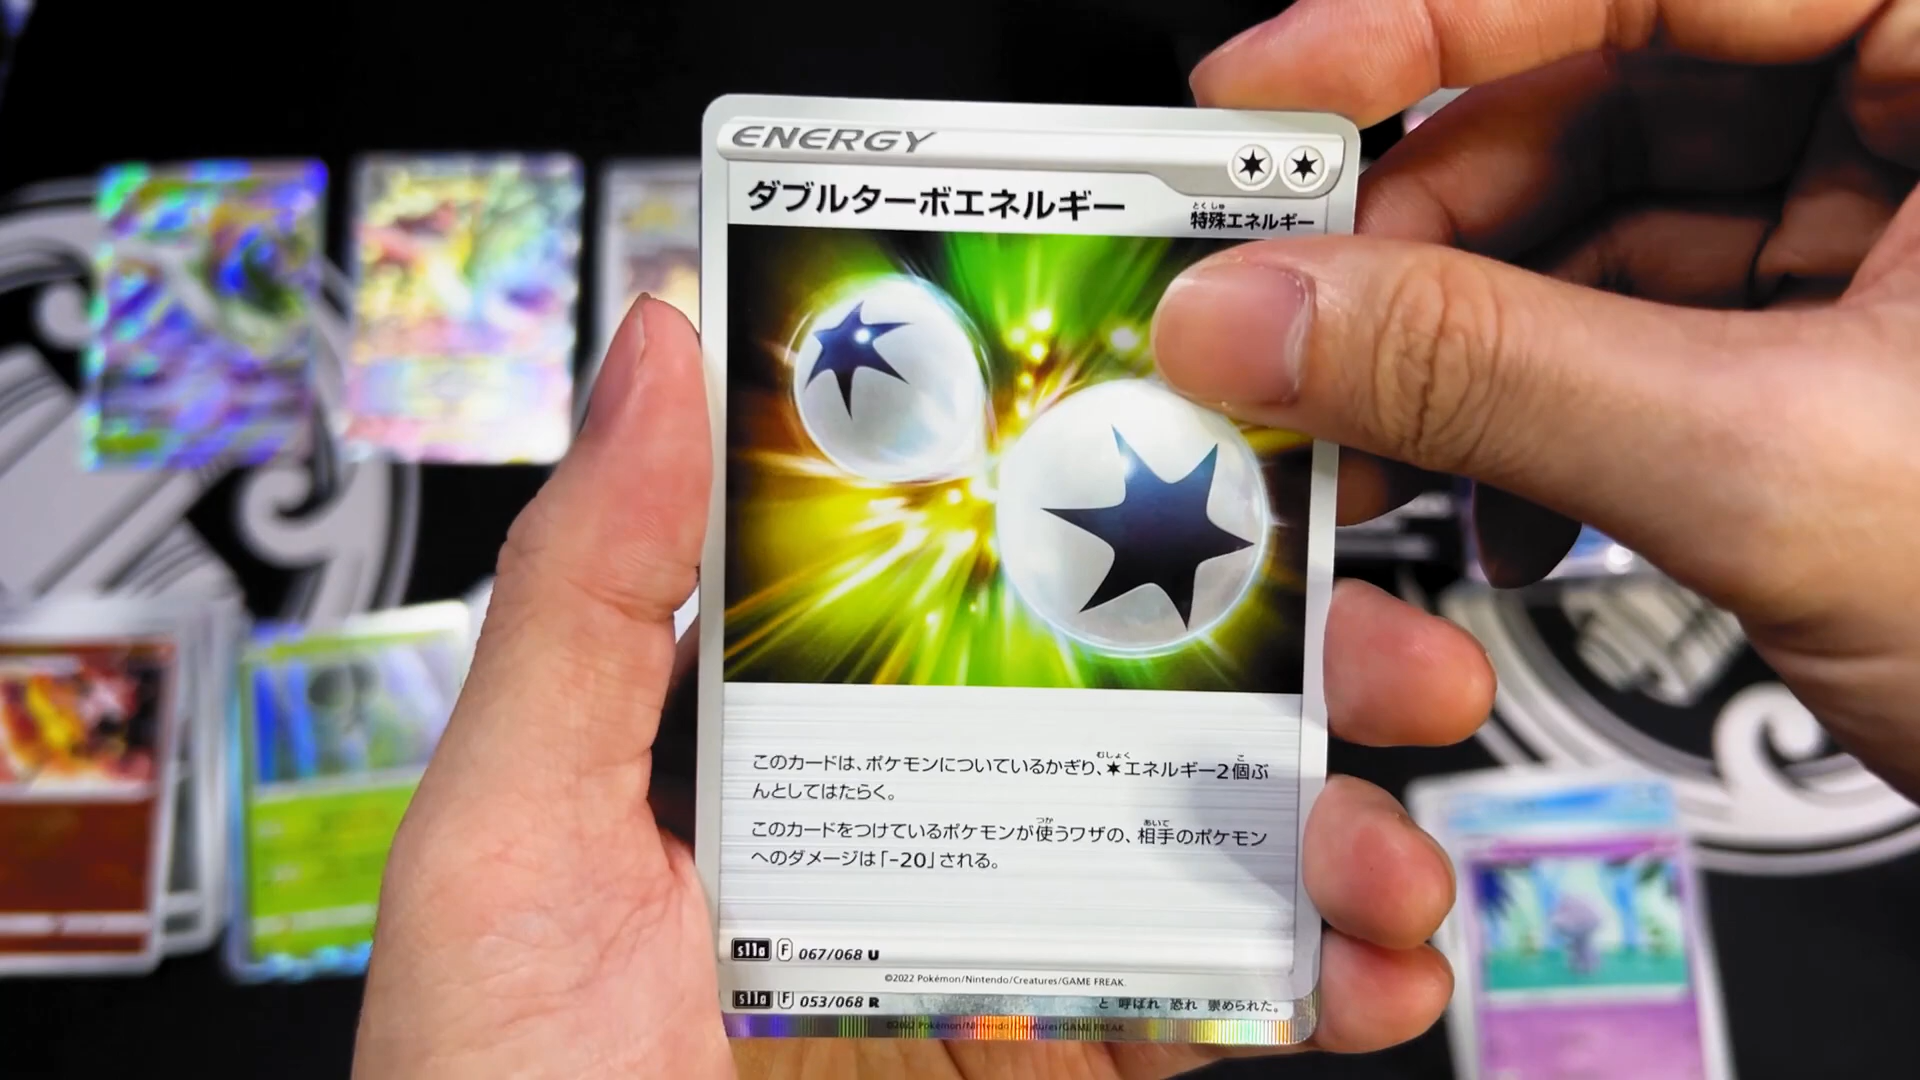 ENERGY
ダブルターボエネルギー
とくしゅ
特殊エネルギー
むしょく
こ
このカードは、ポケモンについているかぎり、✶エネルギー2個ぶ
んとしてはたらく。
つか
あいて
このカードをつけているポケモンが使うワザの、相手のポケモン
へのダメージは「-20」される。
s11a F 067/068 U
©2022 Pokémon/Nintendo/Creatures/GAME FREAK.
s11a F 053/068 R
と 呼ばれ 恐れ 崇められた。
©2022 Pokémon/Nintendo/Creatures/GAME FREAK.